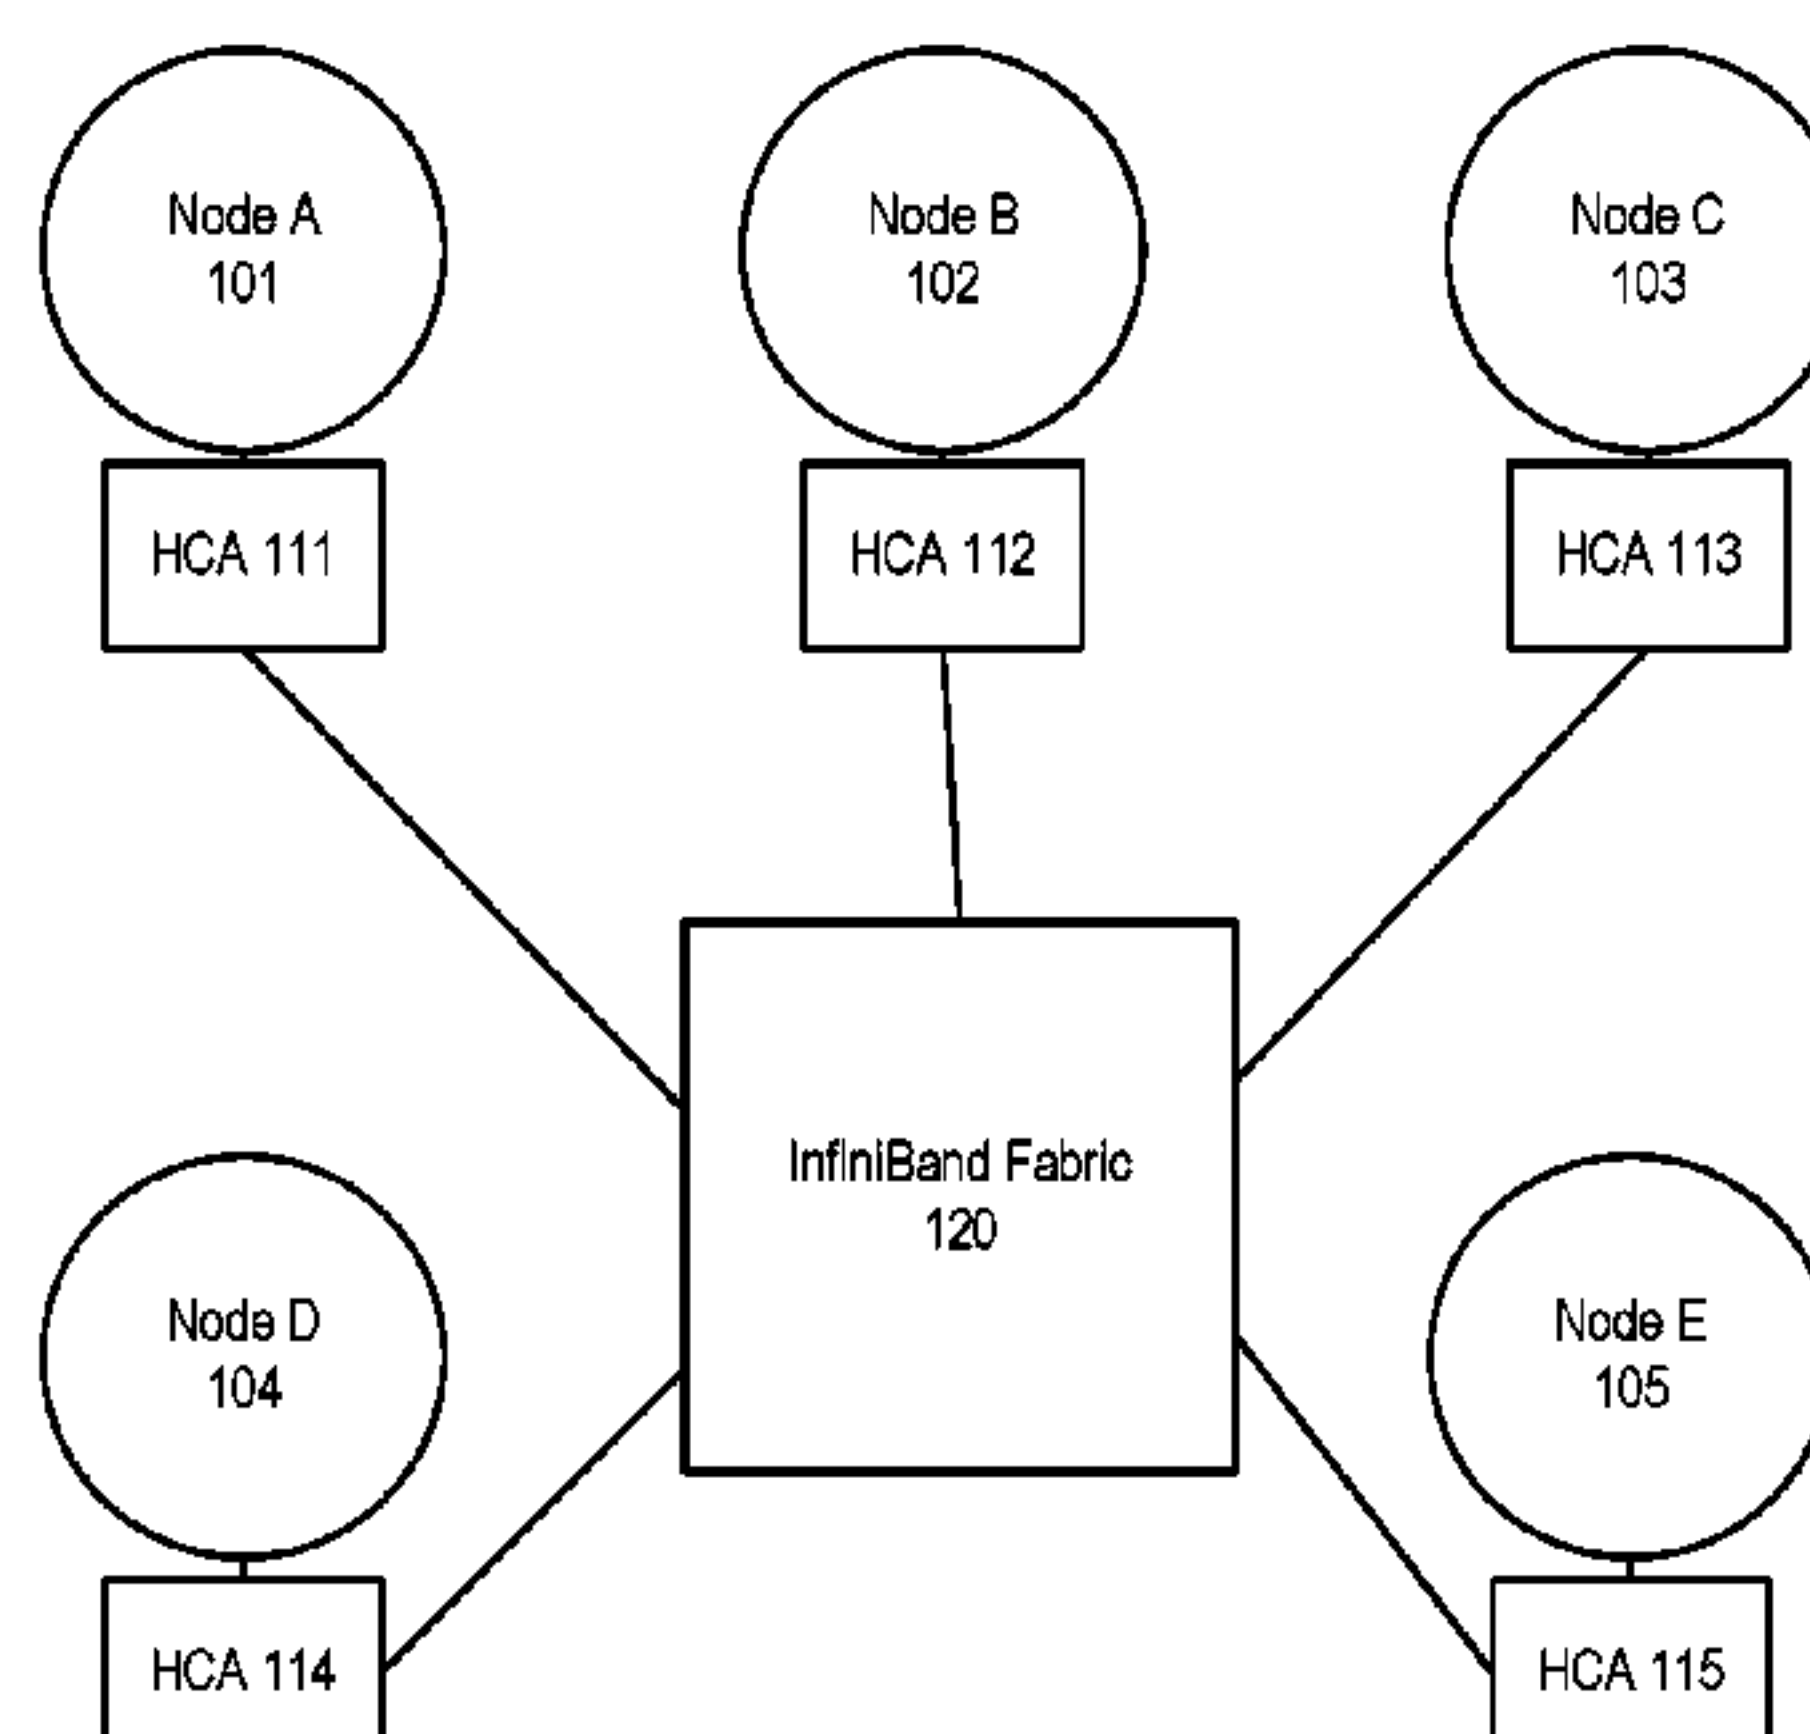 Node A
101
Node B
102
Node C
103
HCA 111
HCA 112
HCA 113
InfiniBand Fabric
120
Node D
104
Node E
105
HCA 114
HCA 115